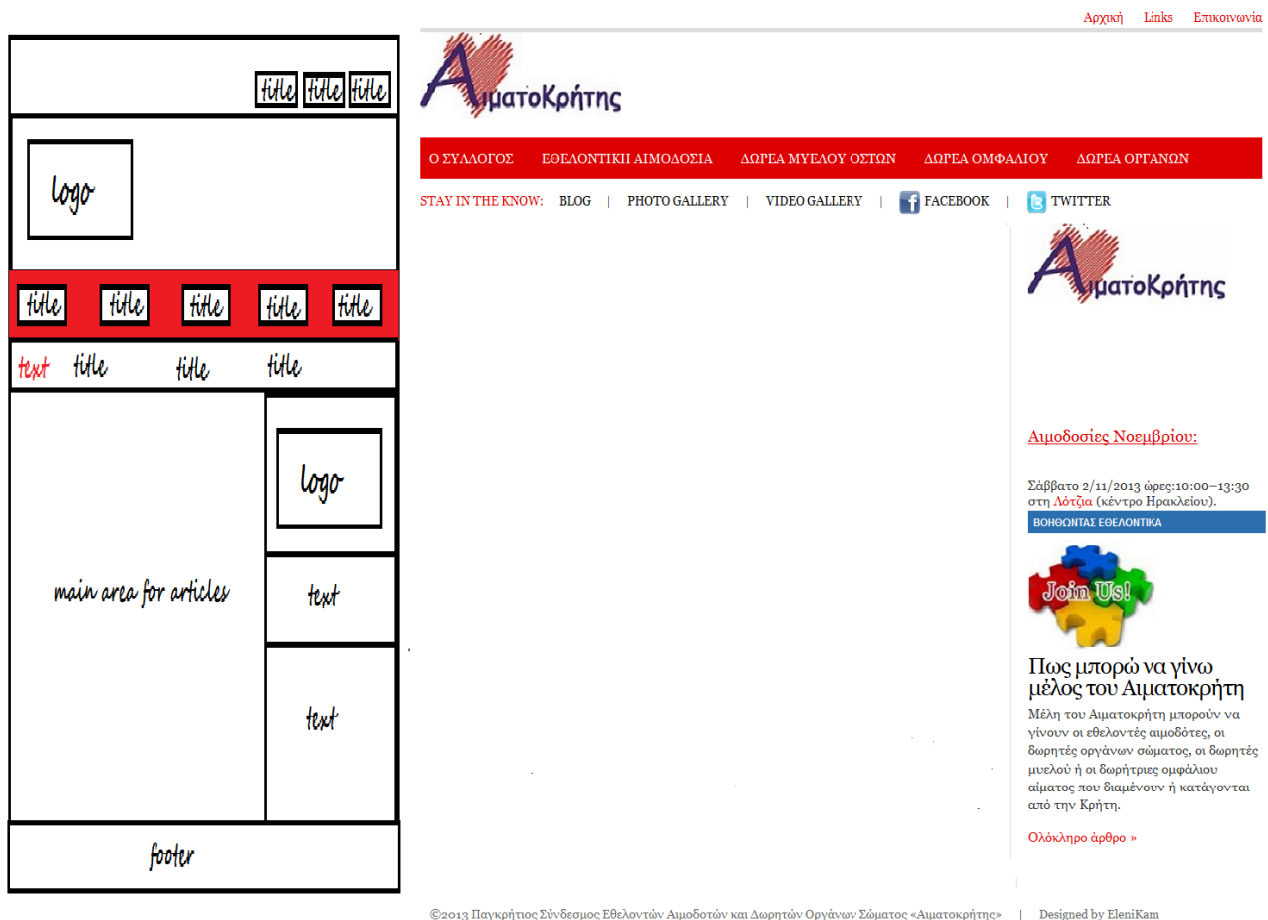 title title title
logo
title title title title title
text title title title
logo
main area for articles
text
text
footer
Αρχική Links Επικοινωνία
ΑιματοΚρήτης
Ο ΣΥΛΛΟΓΟΣ ΕΘΕΛΟΝΤΙΚΗ ΑΙΜΟΔΟΣΙΑ ΔΩΡΕΑ ΜΥΕΛΟΥ ΟΣΤΩΝ ΔΩΡΕΑ ΟΜΦΑΛΙΟΥ ΔΩΡΕΑ ΟΡΓΑΝΩΝ
STAY IN THE KNOW: BLOG | PHOTO GALLERY | VIDEO GALLERY | FACEBOOK | TWITTER
ΑιματοΚρήτης
Αιμοδοσίες Νοεμβρίου:
Σάββατο 2/11/2013 ώρες:10:00–13:30
στη Λότζια (κέντρο Ηρακλείου).
ΒΟΗΘΩΝΤΑΣ ΕΘΕΛΟΝΤΙΚΑ
Join Us!
Πως μπορώ να γίνω
μέλος του Αιματοκρήτη
Μέλη του Αιματοκρήτη μπορούν να
γίνουν οι εθελοντές αιμοδότες, οι
δωρητές οργάνων σώματος, οι δωρητές
μυελού ή οι δωρήτριες ομφάλιου
αίματος που διαμένουν ή κατάγονται
από την Κρήτη.
Ολόκληρο άρθρο »
©2013 Παγκρήτιος Σύνδεσμος Εθελοντών Αιμοδοτών και Δωρητών Οργάνων Σώματος «Αιματοκρήτης» | Designed by EleniKam